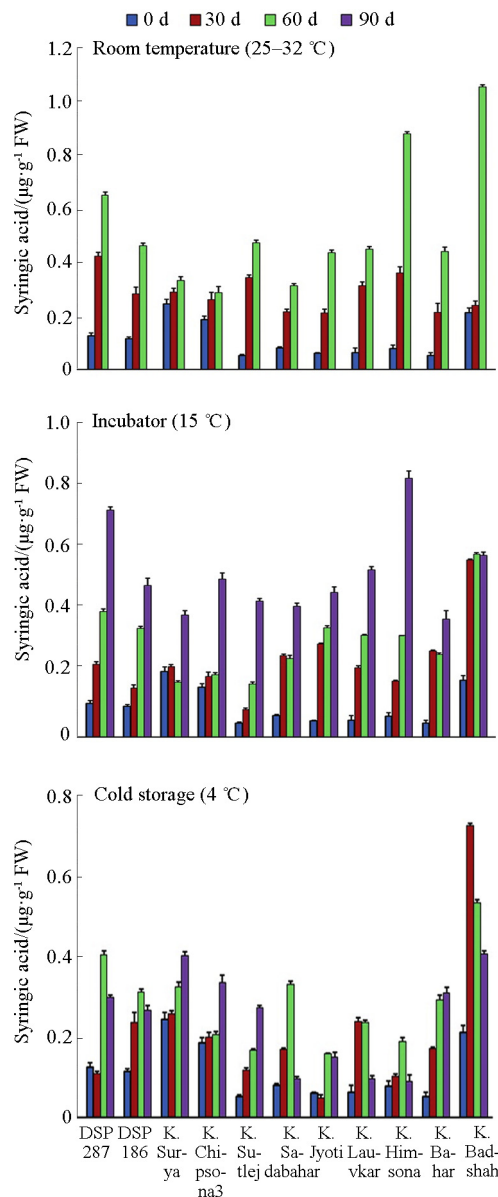 0 d 30 d 60 d 90 d
Room temperature (25–32 ℃)
Syringic acid/(μg·g⁻¹ FW)
1.2
1.0
0.8
0.6
0.4
0.2
0
Incubator (15 ℃)
Syringic acid/(μg·g⁻¹ FW)
1.0
0.8
0.6
0.4
0.2
0
Cold storage (4 ℃)
Syringic acid/(μg·g⁻¹ FW)
0.8
0.6
0.4
0.2
0
DSP DSP K. K. K. K. K. K. K. K. K.
287 186 Sur- Chi- Su- Sa- Jyoti Lau- Him- Ba- Bad-
ya pso- tlej dabahar vkar sona har shah
na3